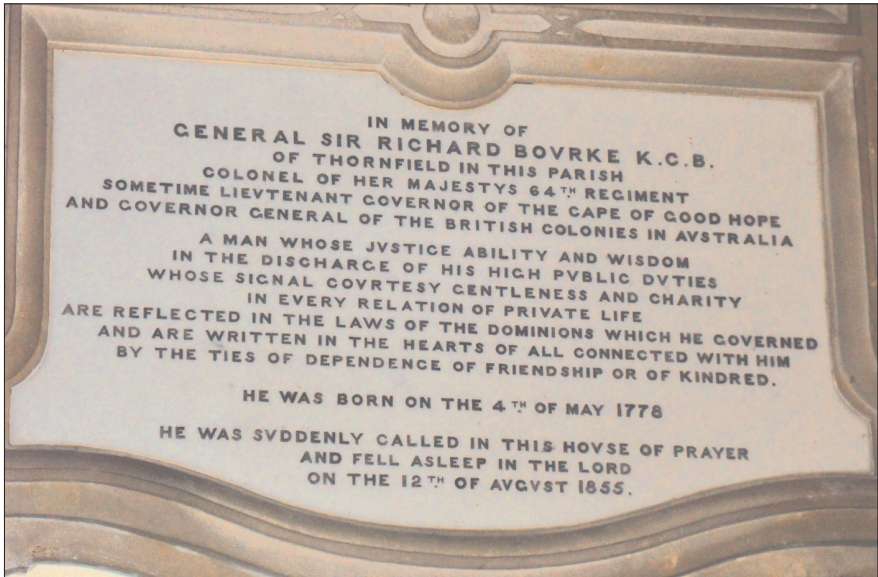 IN MEMORY OF
GENERAL SIR RICHARD BOVRKE K.C.B.
OF THORNFIELD IN THIS PARISH
COLONEL OF HER MAJESTYS 64TH REGIMENT
SOMETIME LIEVTENANT GOVERNOR OF THE CAPE OF GOOD HOPE
AND GOVERNOR GENERAL OF THE BRITISH COLONIES IN AVSTRALIA
A MAN WHOSE JVSTICE ABILITY AND WISDOM
IN THE DISCHARGE OF HIS HIGH PVBLIC DVTIES
WHOSE SIGNAL COVRTESY GENTLENESS AND CHARITY
IN EVERY RELATION OF PRIVATE LIFE
ARE REFLECTED IN THE LAWS OF THE DOMINIONS WHICH HE GOVERNED
AND ARE WRITTEN IN THE HEARTS OF ALL CONNECTED WITH HIM
BY THE TIES OF DEPENDENCE OF FRIENDSHIP OR OF KINDRED.
HE WAS BORN ON THE 4TH OF MAY 1778
HE WAS SVDDENLY CALLED IN THIS HOVSE OF PRAYER
AND FELL ASLEEP IN THE LORD
ON THE 12TH OF AVGVST 1855.